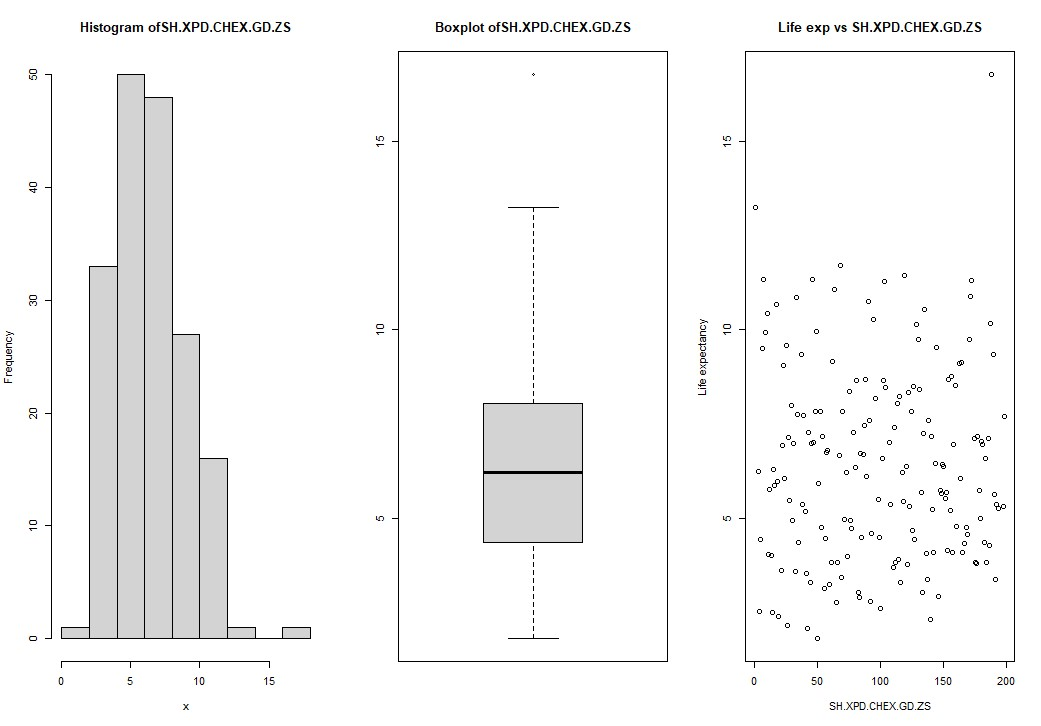 Histogram ofSH.XPD.CHEX.GD.ZS
Frequency
50
40
30
20
10
0
0 5 10 15
x
Boxplot ofSH.XPD.CHEX.GD.ZS
15
10
5
Life exp vs SH.XPD.CHEX.GD.ZS
Life expectancy
15
10
5
0 50 100 150 200
SH.XPD.CHEX.GD.ZS